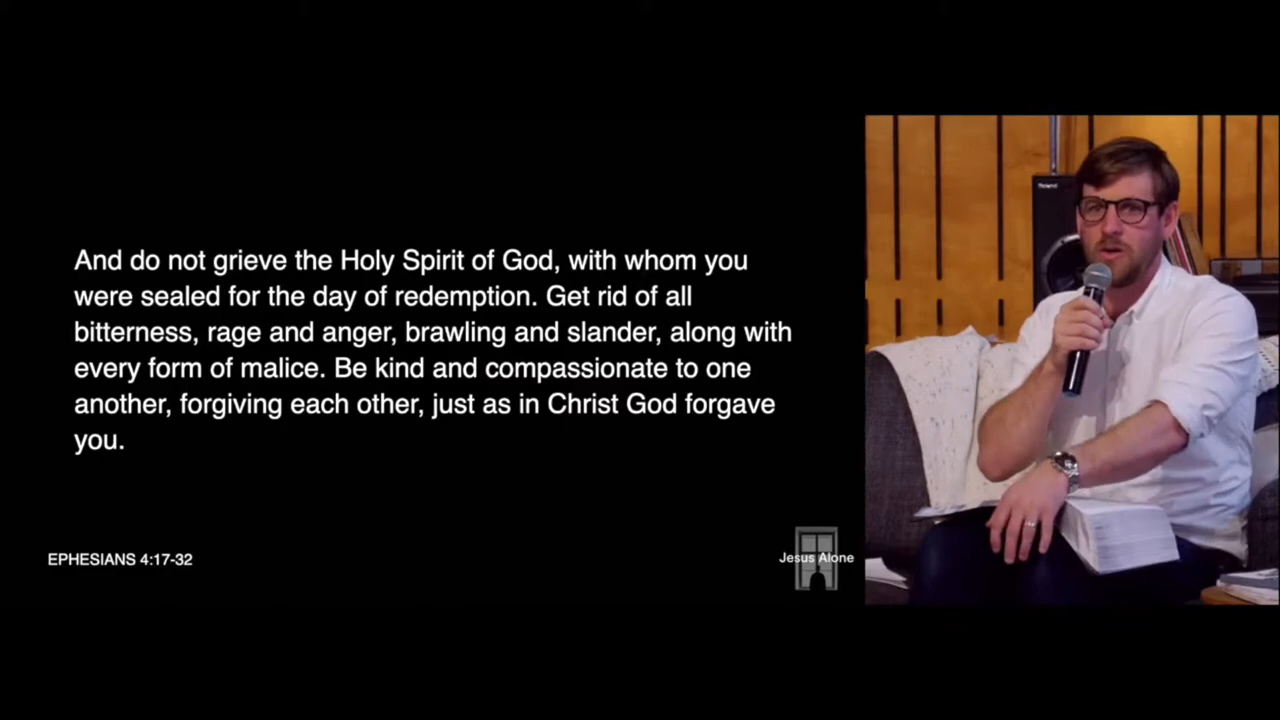 And do not grieve the Holy Spirit of God, with whom you
were sealed for the day of redemption. Get rid of all
bitterness, rage and anger, brawling and slander, along with
every form of malice. Be kind and compassionate to one
another, forgiving each other, just as in Christ God forgave
you.
EPHESIANS 4:17-32
Jesus Alone
Roland